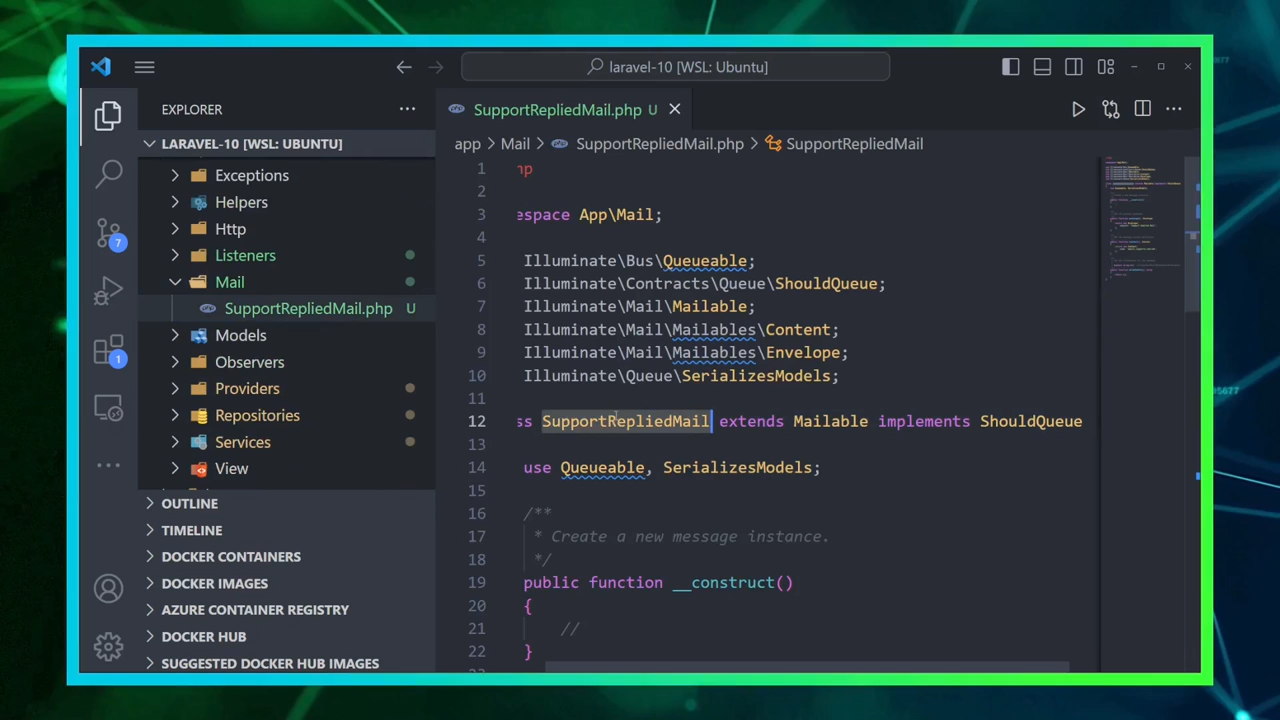 laravel-10 [WSL: Ubuntu]
EXPLORER
SupportRepliedMail.php U
LARAVEL-10 [WSL: UBUNTU]
app > Mail > SupportRepliedMail.php > SupportRepliedMail
Exceptions
Helpers
Http
Listeners
Mail
SupportRepliedMail.php U
Models
Observers
Providers
Repositories
Services
View
OUTLINE
TIMELINE
DOCKER CONTAINERS
DOCKER IMAGES
AZURE CONTAINER REGISTRY
DOCKER HUB
SUGGESTED DOCKER HUB IMAGES
7
1
1 hp
2
3 espace App\Mail;
4
5 Illuminate\Bus\Queueable;
6 Illuminate\Contracts\Queue\ShouldQueue;
7 Illuminate\Mail\Mailable;
8 Illuminate\Mail\Mailables\Content;
9 Illuminate\Mail\Mailables\Envelope;
10 Illuminate\Queue\SerializesModels;
11
12 ss SupportRepliedMail extends Mailable implements ShouldQueue
13
14 use Queueable, SerializesModels;
15
16 /**
17 * Create a new message instance.
18 */
19 public function __construct()
20 {
21 //
22 }